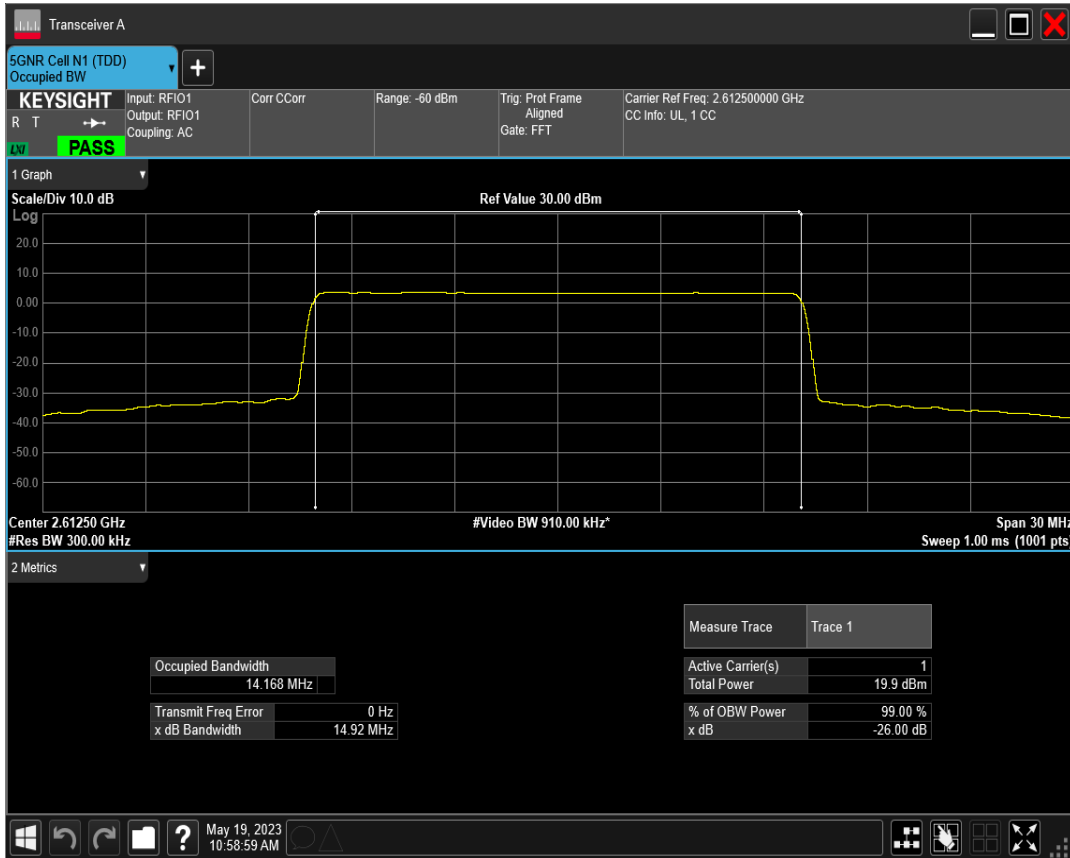 Transceiver A
5GNR Cell N1 (TDD)
Occupied BW
+
KEYSIGHT
R T
LXI
PASS
Input: RFIO1
Output: RFIO1
Coupling: AC
Corr CCorr
Range: -60 dBm
Trig: Prot Frame
Aligned
Gate: FFT
Carrier Ref Freq: 2.612500000 GHz
CC Info: UL, 1 CC
1 Graph
Scale/Div 10.0 dB
Ref Value 30.00 dBm
Log
20.0
10.0
0.00
-10.0
-20.0
-30.0
-40.0
-50.0
-60.0
Center 2.61250 GHz
#Video BW 910.00 kHz*
Span 30 MHz
#Res BW 300.00 kHz
Sweep 1.00 ms (1001 pts)
2 Metrics
Measure Trace Trace 1
Occupied Bandwidth
14.168 MHz
Active Carrier(s) 1
Total Power 19.9 dBm
Transmit Freq Error 0 Hz
x dB Bandwidth 14.92 MHz
% of OBW Power 99.00 %
x dB -26.00 dB
?
May 19, 2023
10:58:59 AM